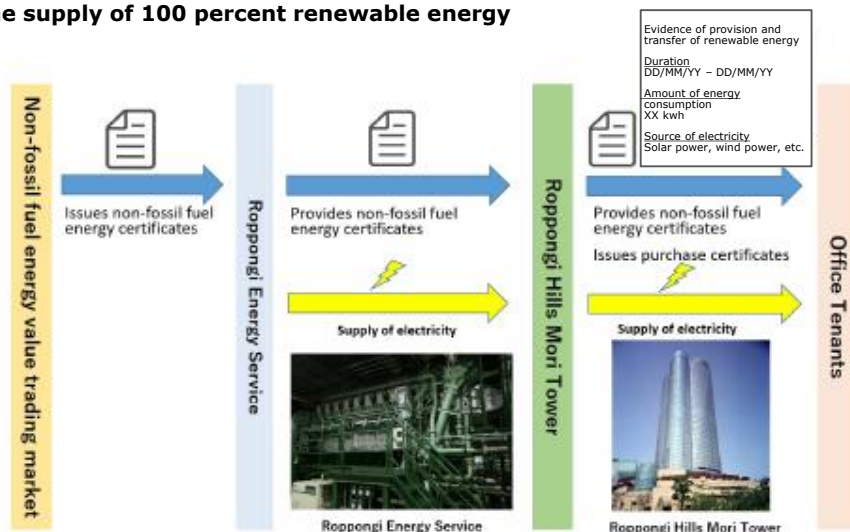 e supply of 100 percent renewable energy
Evidence of provision and
transfer of renewable energy
Duration
DD/MM/YY – DD/MM/YY
Amount of energy
consumption
XX kwh
Source of electricity
Solar power, wind power, etc.
Non-fossil fuel energy value trading market
Issues non-fossil fuel
energy certificates
Roppongi Energy Service
Provides non-fossil fuel
energy certificates
Supply of electricity
Roppongi Energy Service
Roppongi Hills Mori Tower
Provides non-fossil fuel
energy certificates
Issues purchase certificates
Supply of electricity
Roppongi Hills Mori Tower
Office Tenants